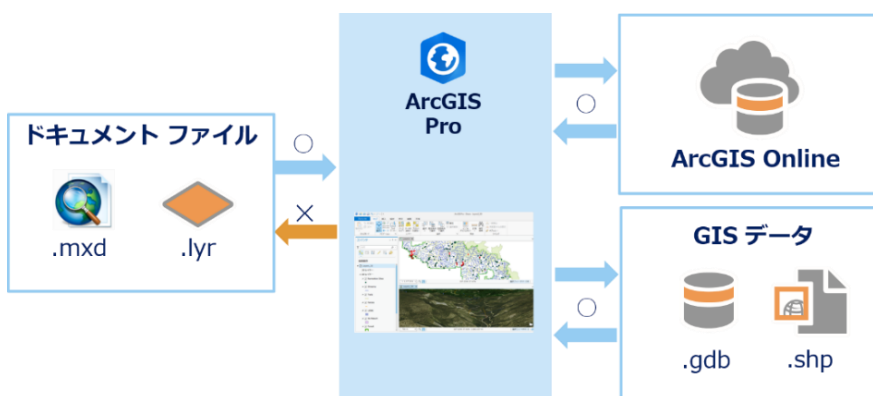 ArcGIS
Pro
ドキュメント ファイル
.mxd
.lyr
○
×
○
ArcGIS Online
GIS データ
○
.gdb
.shp